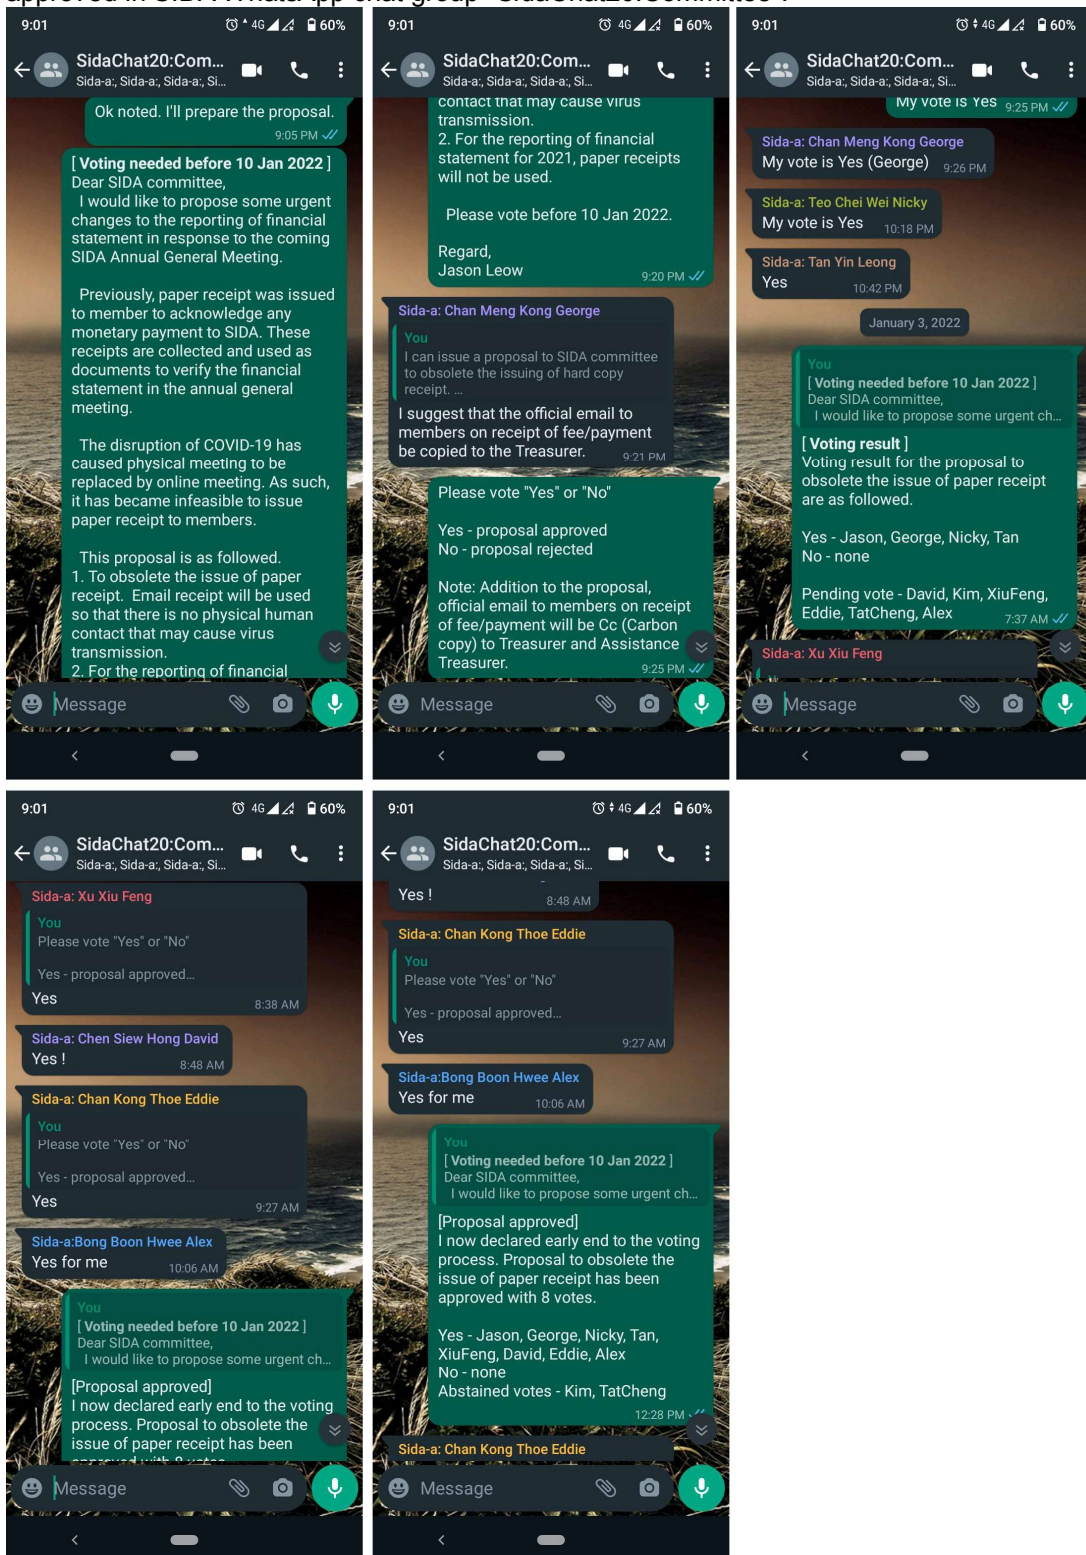 approved in SIDA WhataApp chat group "SidaChat20:Committee".
9:01
4G
60%
SidaChat20:Com...
Sida-a:, Sida-a:, Sida-a:, Si...
Ok noted. I'll prepare the proposal.
9:05 PM
[ Voting needed before 10 Jan 2022 ]
Dear SIDA committee,
I would like to propose some urgent
changes to the reporting of financial
statement in response to the coming
SIDA Annual General Meeting.
Previously, paper receipt was issued
to member to acknowledge any
monetary payment to SIDA. These
receipts are collected and used as
documents to verify the financial
statement in the annual general
meeting.
The disruption of COVID-19 has
caused physical meeting to be
replaced by online meeting. As such,
it has became infeasible to issue
paper receipt to members.
This proposal is as followed.
1. To obsolete the issue of paper
receipt. Email receipt will be used
so that there is no physical human
contact that may cause virus
transmission.
2. For the reporting of financial
Message
9:01
4G
60%
SidaChat20:Com...
Sida-a:, Sida-a:, Sida-a:, Si...
contact that may cause virus
transmission.
2. For the reporting of financial
statement for 2021, paper receipts
will not be used.
Please vote before 10 Jan 2022.
Regard,
Jason Leow
9:20 PM
Sida-a: Chan Meng Kong George
You
I can issue a proposal to SIDA committee
to obsolete the issuing of hard copy
receipt. ...
I suggest that the official email to
members on receipt of fee/payment
be copied to the Treasurer.
9:21 PM
Please vote "Yes" or "No"
Yes - proposal approved
No - proposal rejected
Note: Addition to the proposal,
official email to members on receipt
of fee/payment will be Cc (Carbon
copy) to Treasurer and Assistance
Treasurer.
9:25 PM
Message
9:01
4G
60%
SidaChat20:Com...
Sida-a:, Sida-a:, Sida-a:, Si...
My vote is Yes
9:25 PM
Sida-a: Chan Meng Kong George
My vote is Yes (George)
9:26 PM
Sida-a: Teo Chei Wei Nicky
My vote is Yes
10:18 PM
Sida-a: Tan Yin Leong
Yes
10:42 PM
January 3, 2022
You
[ Voting needed before 10 Jan 2022 ]
Dear SIDA committee,
I would like to propose some urgent ch...
[ Voting result ]
Voting result for the proposal to
obsolete the issue of paper receipt
are as followed.
Yes - Jason, George, Nicky, Tan
No - none
Pending vote - David, Kim, XiuFeng,
Eddie, TatCheng, Alex
7:37 AM
Sida-a: Xu Xiu Feng
Message
9:01
4G
60%
SidaChat20:Com...
Sida-a:, Sida-a:, Sida-a:, Si...
Sida-a: Xu Xiu Feng
You
Please vote "Yes" or "No"
Yes - proposal approved...
Yes
8:38 AM
Sida-a: Chen Siew Hong David
Yes !
8:48 AM
Sida-a: Chan Kong Thoe Eddie
You
Please vote "Yes" or "No"
Yes - proposal approved...
Yes
9:27 AM
Sida-a:Bong Boon Hwee Alex
Yes for me
10:06 AM
You
[ Voting needed before 10 Jan 2022 ]
Dear SIDA committee,
I would like to propose some urgent ch...
[Proposal approved]
I now declared early end to the voting
process. Proposal to obsolete the
issue of paper receipt has been
approved with 8 votes.
Message
9:01
4G
60%
SidaChat20:Com...
Sida-a:, Sida-a:, Sida-a:, Si...
Yes !
8:48 AM
Sida-a: Chan Kong Thoe Eddie
You
Please vote "Yes" or "No"
Yes - proposal approved...
Yes
9:27 AM
Sida-a:Bong Boon Hwee Alex
Yes for me
10:06 AM
You
[ Voting needed before 10 Jan 2022 ]
Dear SIDA committee,
I would like to propose some urgent ch...
[Proposal approved]
I now declared early end to the voting
process. Proposal to obsolete the
issue of paper receipt has been
approved with 8 votes.
Yes - Jason, George, Nicky, Tan,
XiuFeng, David, Eddie, Alex
No - none
Abstained votes - Kim, TatCheng
12:28 PM
Sida-a: Chan Kong Thoe Eddie
Message